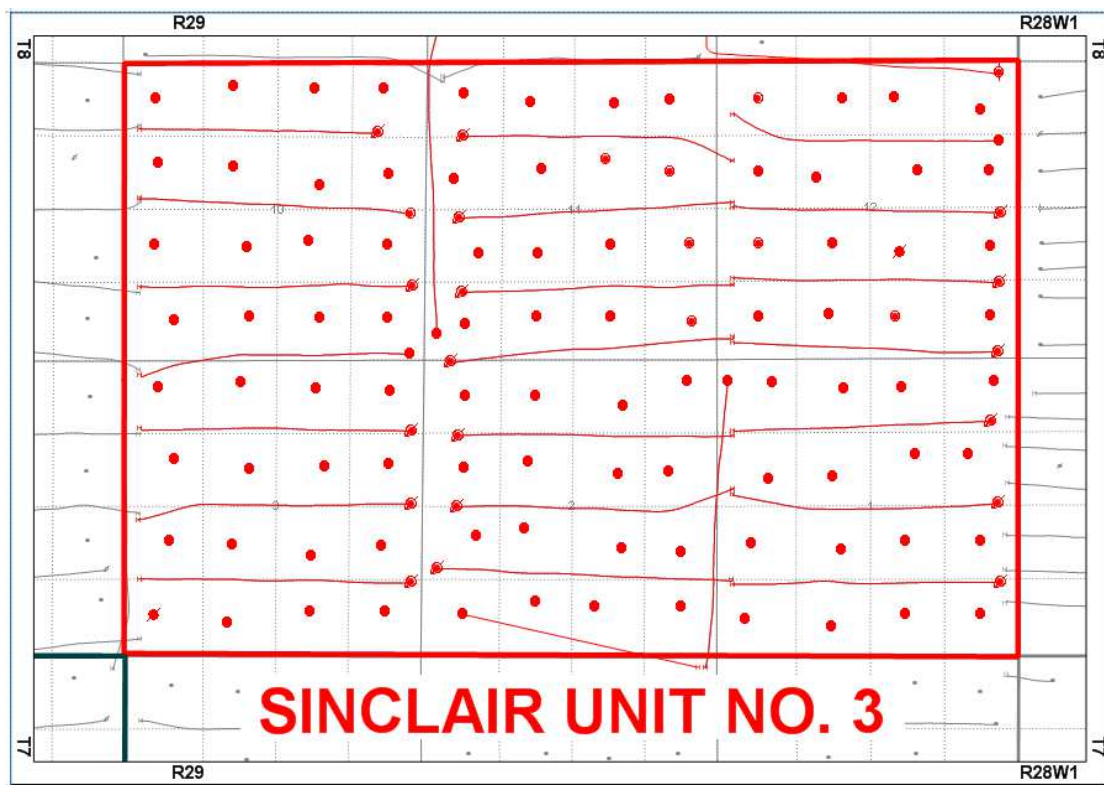 R29 R28W1
T8 T8
10 11 12
3 2 1
SINCLAIR UNIT NO. 3
T7 T7
R29 R28W1